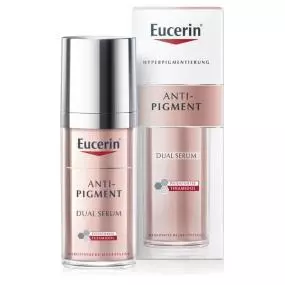 Eucerin®
HYPERPIGMENTIERUNG
ANTI-
PIGMENT
DUAL SERUM
Eucerin®
ANTI-
PIGMENT
DUAL SERUM
THIAMIDOL